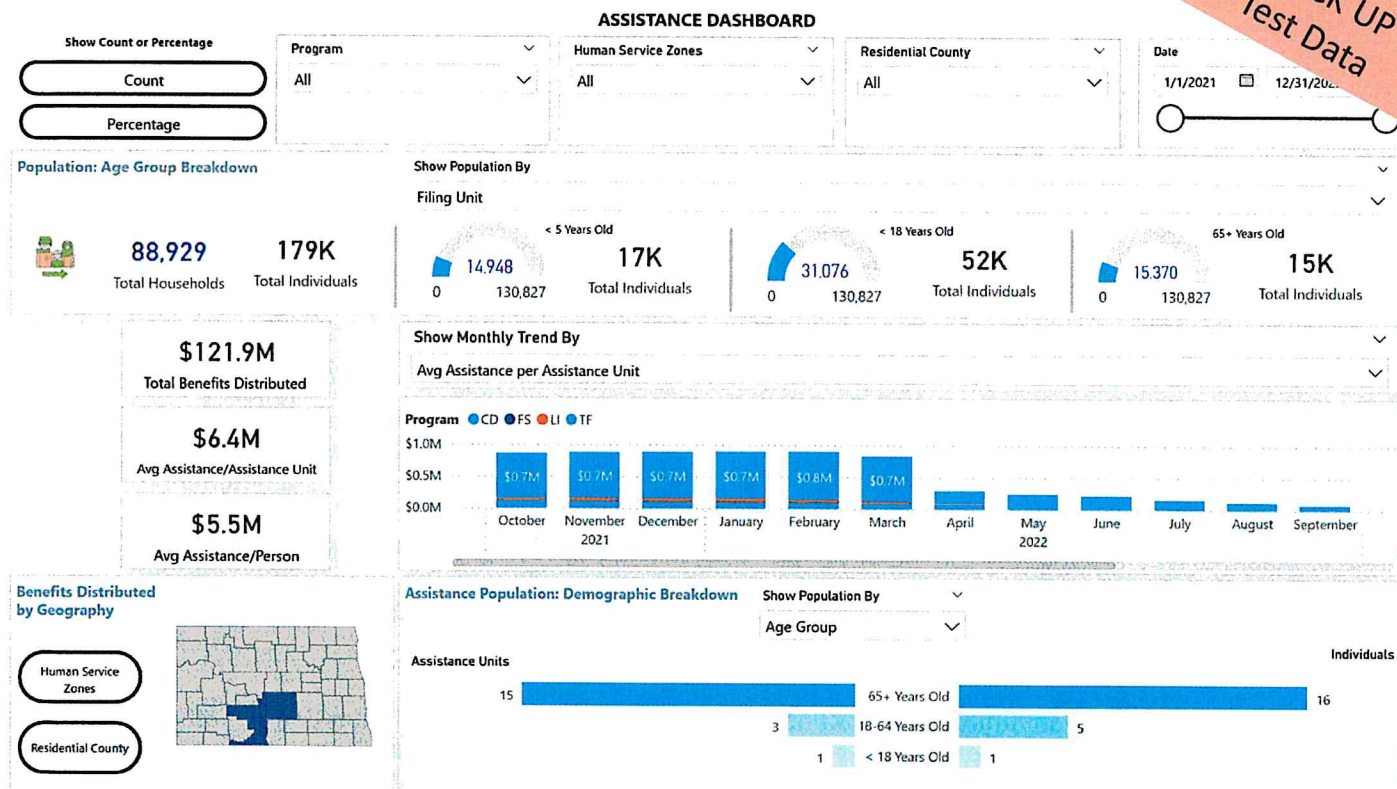 ASSISTANCE DASHBOARD
UP
Test Data
Show Count or Percentage
Count
Percentage
Program
All
Human Service Zones
All
Residential County
All
Date
1/1/2021
Population: Age Group Breakdown
88,929
Total Households
179K
Total Individuals
Show Population By
Filing Unit
< 5 Years Old
14.948
0
130,827
17K
Total Individuals
< 18 Years Old
31.076
0
130,827
52K
Total Individuals
65+ Years Old
15.370
0
130,827
15K
Total Individuals
$121.9M
Total Benefits Distributed
$6.4M
Avg Assistance/Assistance Unit
$5.5M
Avg Assistance/Person
Show Monthly Trend By
Avg Assistance per Assistance Unit
Program CD FS LI TF
$1.0M
$0.5M
$0.0M
$0.7M $0.7M $0.7M $0.7M $0.8M $0.7M
October November December January February March April May June July August September
2021 2022
Benefits Distributed
by Geography
Human Service
Zones
Residential County
Assistance Population: Demographic Breakdown
Show Population By
Age Group
Assistance Units
Individuals
15 65+ Years Old 16
3 18-64 Years Old 5
1 < 18 Years Old 1